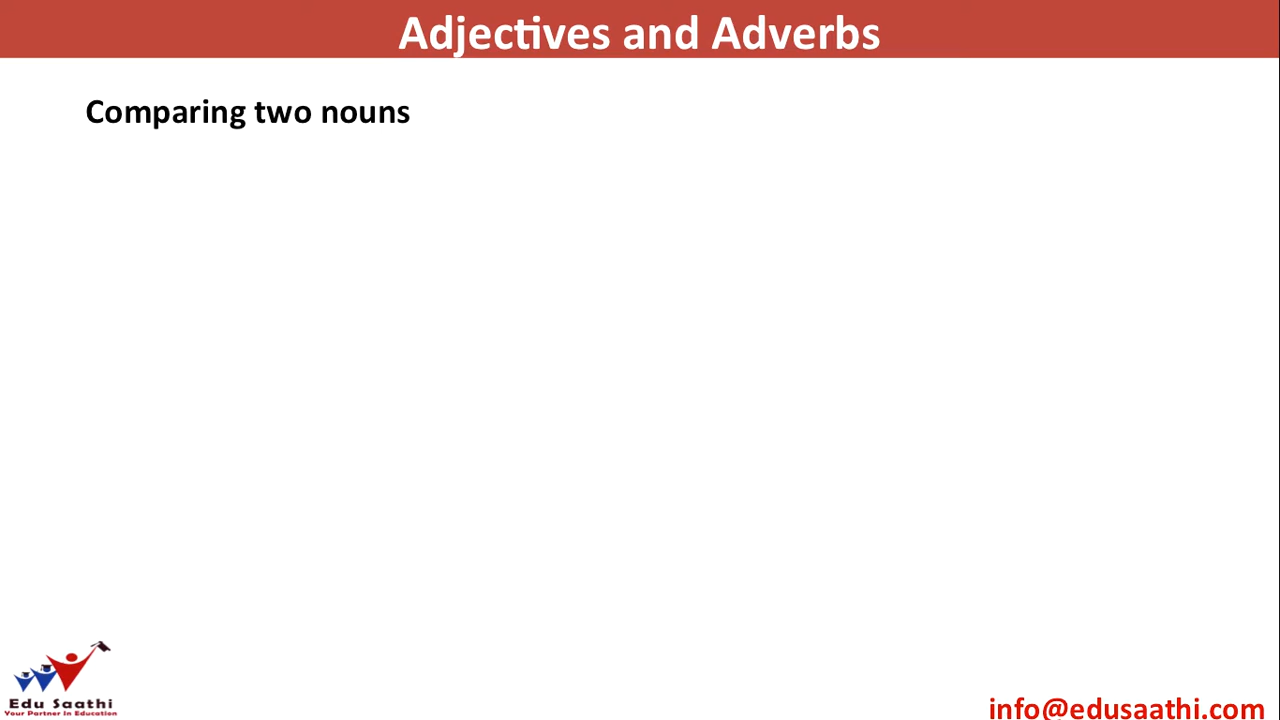 Adjectives and Adverbs
Comparing two nouns
Edu Saathi
Your Partner In Education
info@edusaathi.com